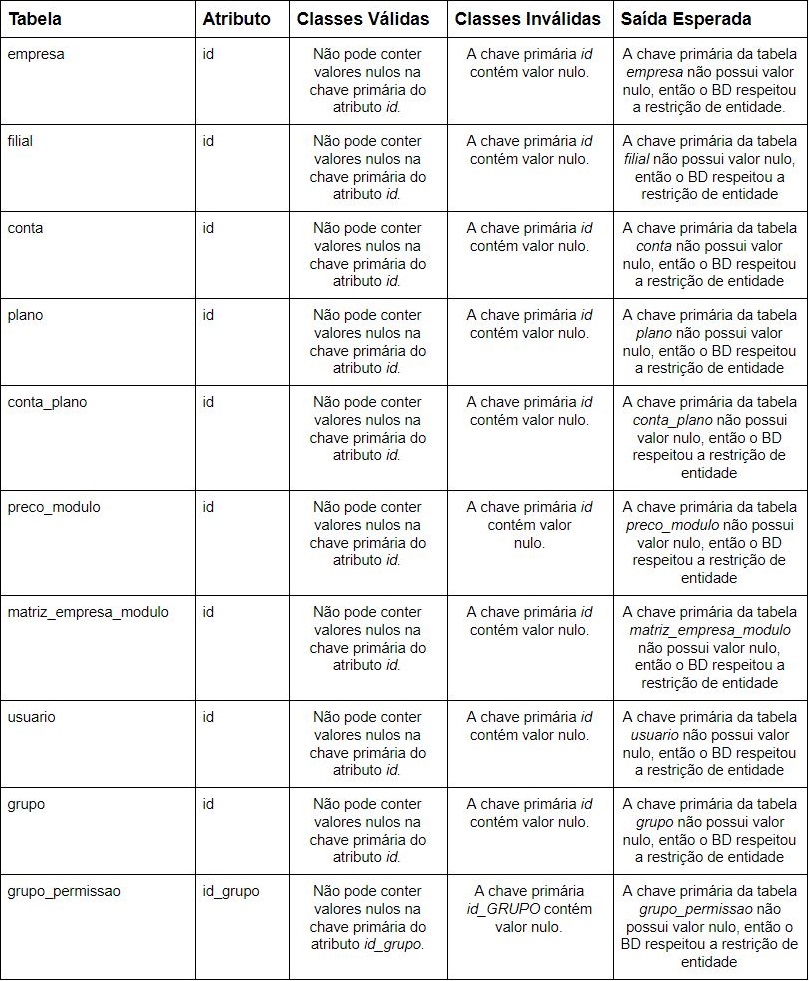 Tabela Atributo Classes Válidas Classes Inválidas Saída Esperada
empresa id Não pode conter A chave primária id A chave primária da tabela
valores nulos na contém valor nulo. empresa não possui valor
chave primária do nulo, então o BD respeitou
atributo id. a restrição de entidade.
filial id Não pode conter A chave primária id A chave primária da tabela
valores nulos na contém valor nulo. filial não possui valor nulo,
chave primária do então o BD respeitou a
atributo id. restrição de entidade
conta id Não pode conter A chave primária id A chave primária da tabela
valores nulos na contém valor nulo. conta não possui valor
chave primária do nulo, então o BD respeitou
atributo id. a restrição de entidade
plano id Não pode conter A chave primária id A chave primária da tabela
valores nulos na contém valor nulo. plano não possui valor
chave primária do nulo, então o BD respeitou
atributo id. a restrição de entidade
conta_plano id Não pode conter A chave primária id A chave primária da tabela
valores nulos na contém valor nulo. conta_plano não possui
chave primária do valor nulo, então o BD
atributo id. respeitou a restrição de
entidade
preco_modulo id Não pode conter A chave primária id A chave primária da tabela
valores nulos na contém valor preco_modulo não possui
chave primária do nulo. valor nulo, então o BD
atributo id. respeitou a restrição de
entidade
matriz_empresa_modulo id Não pode conter A chave primária id A chave primária da tabela
valores nulos na contém valor nulo. matriz_empresa_modulo
chave primária do não possui valor nulo,
atributo id. então o BD respeitou a
restrição de entidade
usuario id Não pode conter A chave primária id A chave primária da tabela
valores nulos na contém valor nulo. usuario não possui valor
chave primária do nulo, então o BD respeitou
atributo id. a restrição de entidade
grupo id Não pode conter A chave primária id A chave primária da tabela
valores nulos na contém valor nulo. grupo não possui valor
chave primária do nulo, então o BD respeitou
atributo id. a restrição de entidade
grupo_permissao id_grupo Não pode conter A chave primária A chave primária da tabela
valores nulos na id_GRUPO contém grupo_permissao não
chave primária do valor nulo. possui valor nulo, então o
atributo id_grupo. BD respeitou a restrição de
entidade